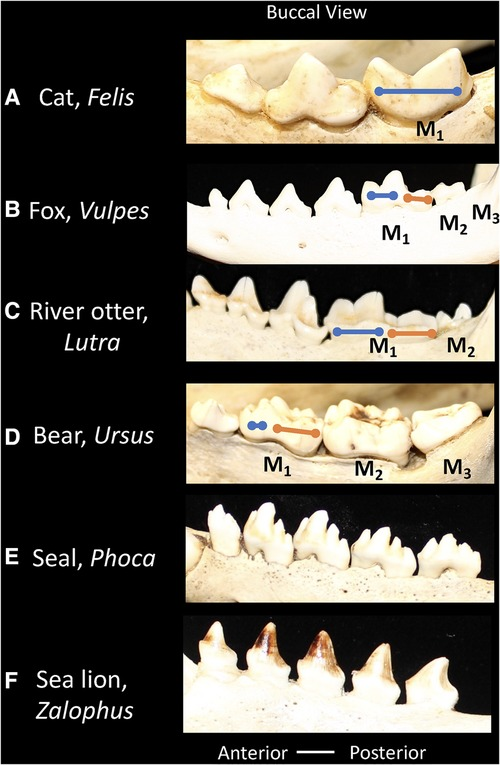 Buccal View
A Cat, Felis
M1
B Fox, Vulpes
M1
M2
M3
C River otter,
Lutra
M1
M2
D Bear, Ursus
M1
M2
M3
E Seal, Phoca
F Sea lion,
Zalophus
Anterior — Posterior